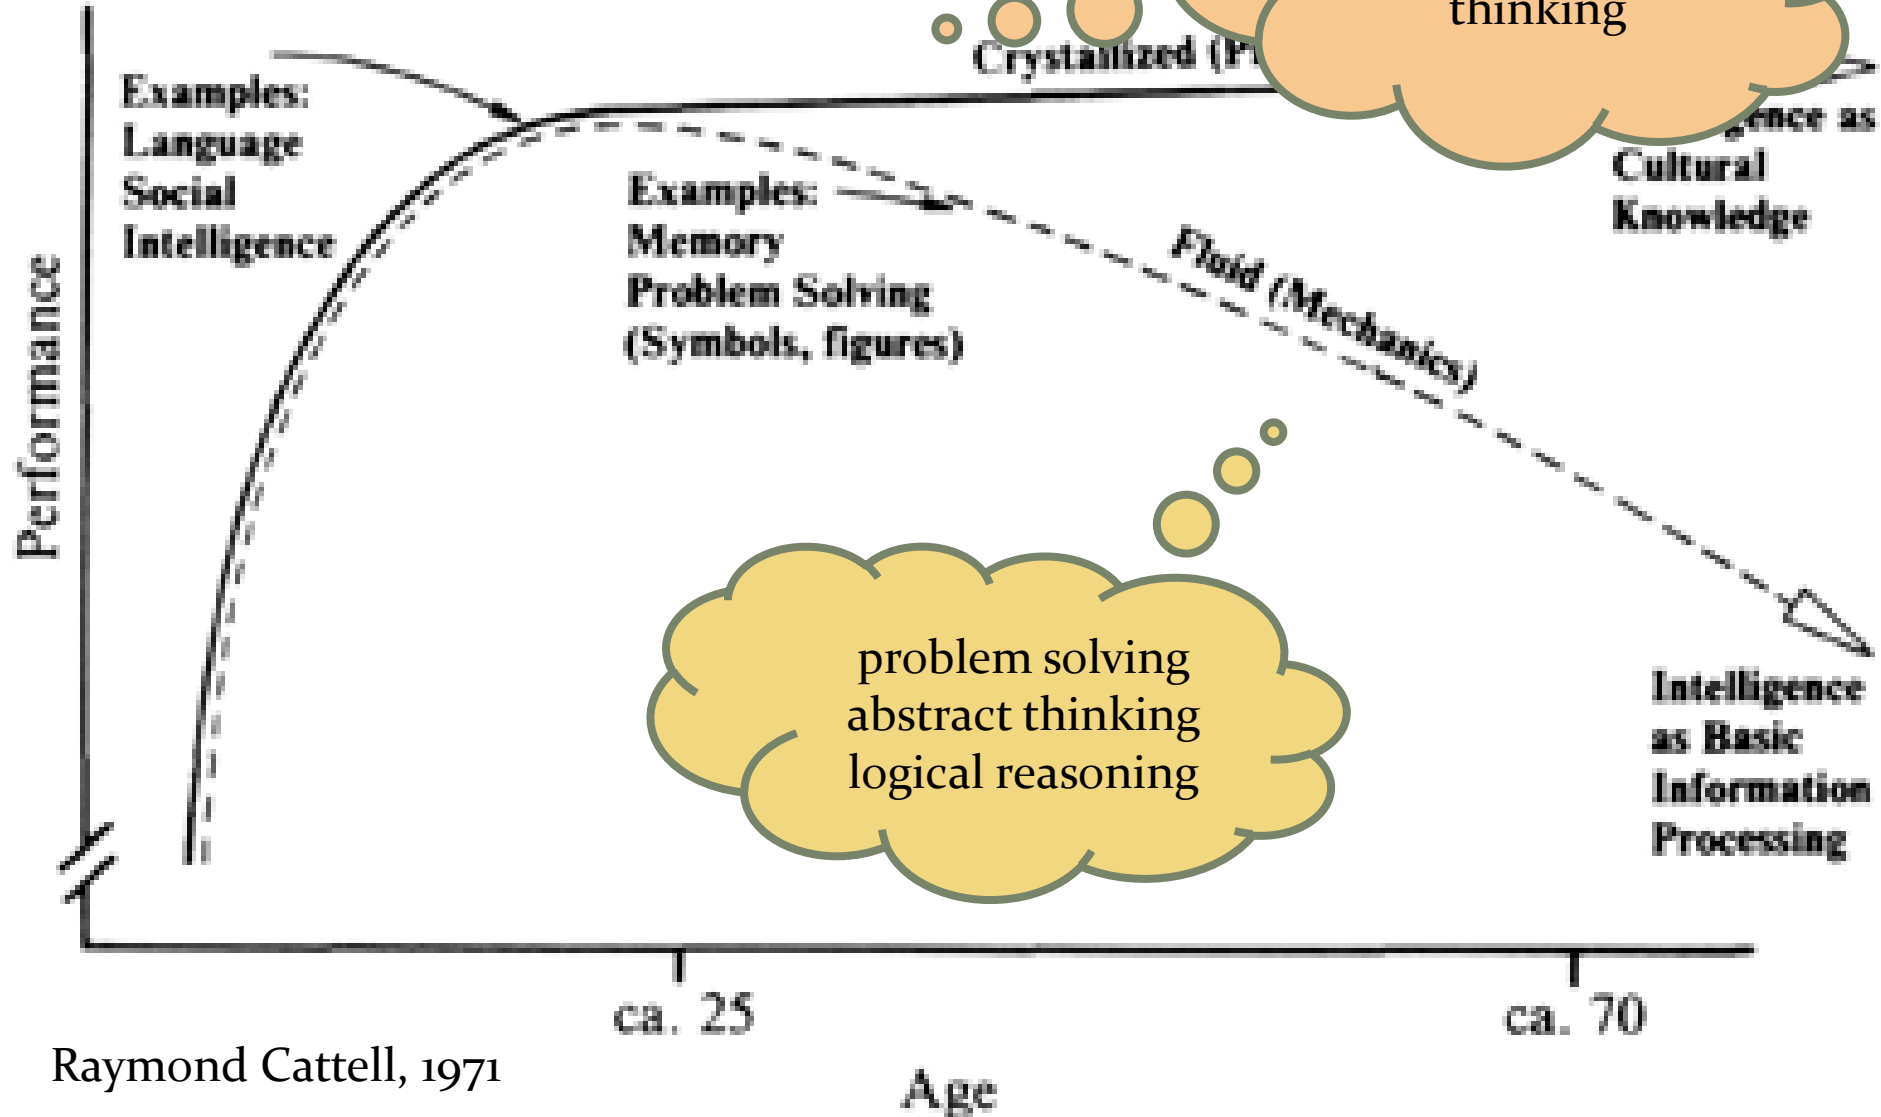 thinking
Crystallized
Examples:
Language
Social
Intelligence
as
Cultural
Knowledge
Examples:
Memory
Problem Solving
(Symbols, figures)
Fluid (Mechanics)
Performance
problem solving
abstract thinking
logical reasoning
Intelligence
as Basic
Information
Processing
ca. 25
ca. 70
Raymond Cattell, 1971
Age